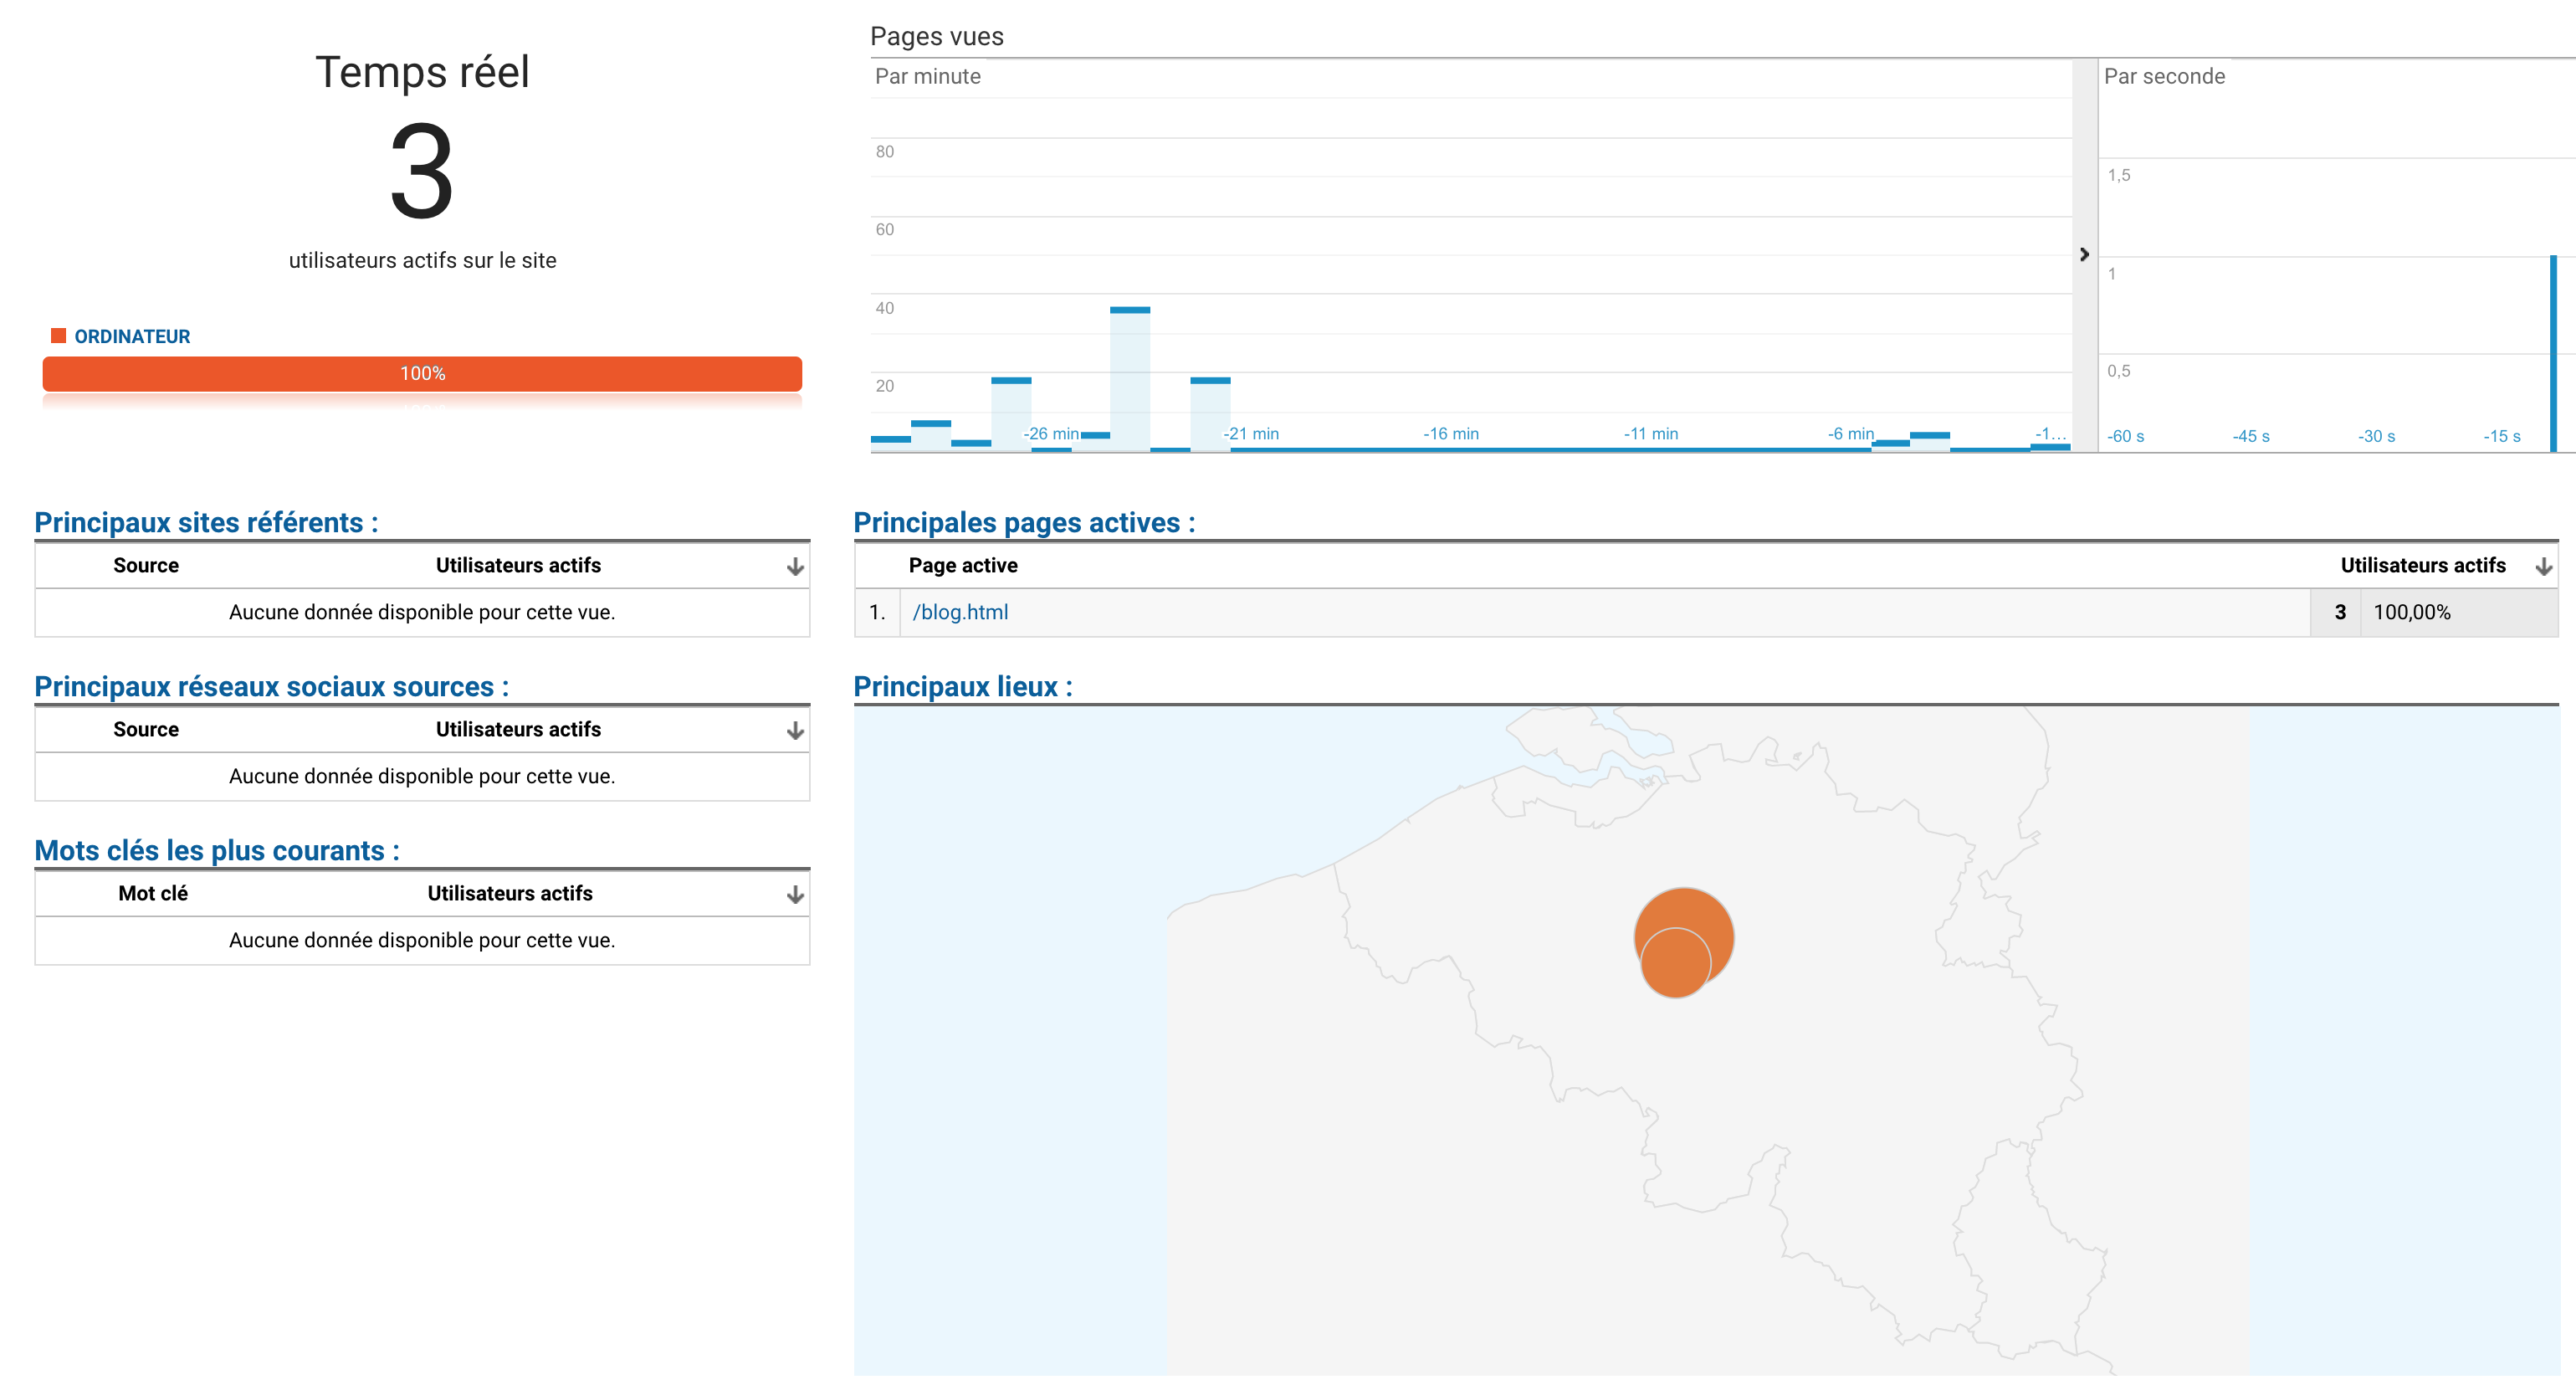 Temps réel
3
utilisateurs actifs sur le site
ORDINATEUR
100%
Pages vues
Par minute
80
60
40
20
-26 min
-21 min
-16 min
-11 min
-6 min
-1...
Par seconde
1,5
1
0,5
-60 s
-45 s
-30 s
-15 s
Principaux sites référents :
Source Utilisateurs actifs
Aucune donnée disponible pour cette vue.
Principaux réseaux sociaux sources :
Source Utilisateurs actifs
Aucune donnée disponible pour cette vue.
Mots clés les plus courants :
Mot clé Utilisateurs actifs
Aucune donnée disponible pour cette vue.
Principales pages actives :
Page active Utilisateurs actifs
1. /blog.html 3 100,00%
Principaux lieux :